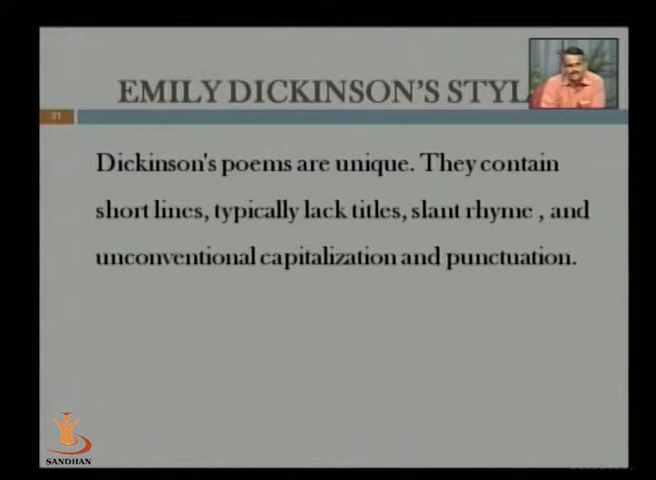 EMILY DICKINSON'S STYL
31
Dickinson's poems are unique. They contain
short lines, typically lack titles, slant rhyme , and
unconventional capitalization and punctuation.
SANDHAN